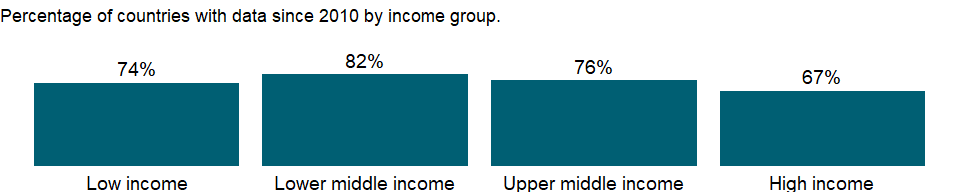 Percentage of countries with data since 2010 by income group.
74%
82%
76%
67%
Low income
Lower middle income
Upper middle income
High income